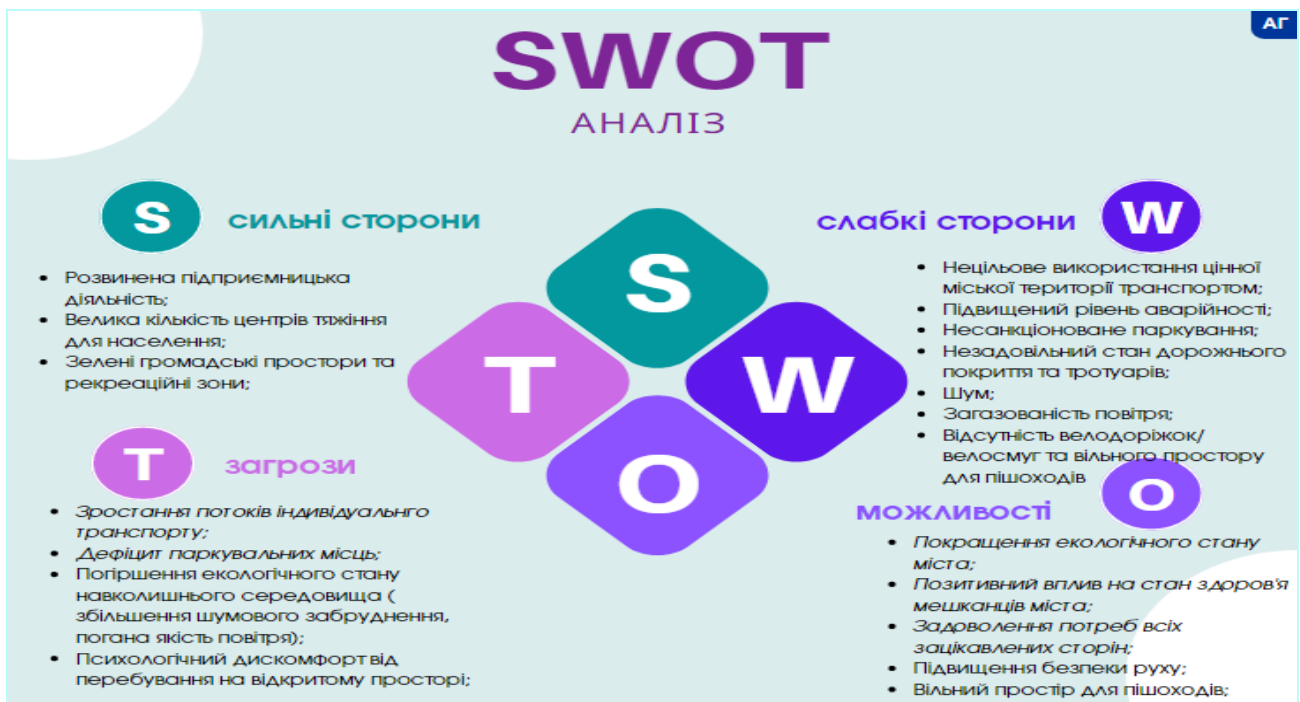 АГ
SWOT
АНАЛІЗ
S
сильні сторони
• Розвинена підприємницька
діяльність;
• Велика кількість центрів тяжіння
для населення;
• Зелені громадські простори та
рекреаційні зони;
слабкі сторони
W
• Нецільове використання цінної
міської території транспортом;
• Підвищений рівень аварійності;
• Несанкціоноване паркування;
• Незадовільний стан дорожнього
покриття та тротуарів;
• Шум;
• Загазованість повітря;
• Відсутність велодоріжок/
велосмуг та вільного простору
для пішоходів
S
T
W
O
T
загрози
• Зростання потоків індивідуальнго
транспорту;
• Дефіцит паркувальних місць;
• Погіршення екологічного стану
навколишнього середовища (
збільшення шумового забруднення,
погана якість повітря);
• Психологічний дискомфорт від
перебування на відкритому просторі;
O
можливості
• Покращення екологічного стану
міста;
• Позитивний вплив на стан здоров'я
мешканців міста;
• Задоволення потреб всіх
зацікавлених сторін;
• Підвищення безпеки руху;
• Вільний простір для пішоходів;